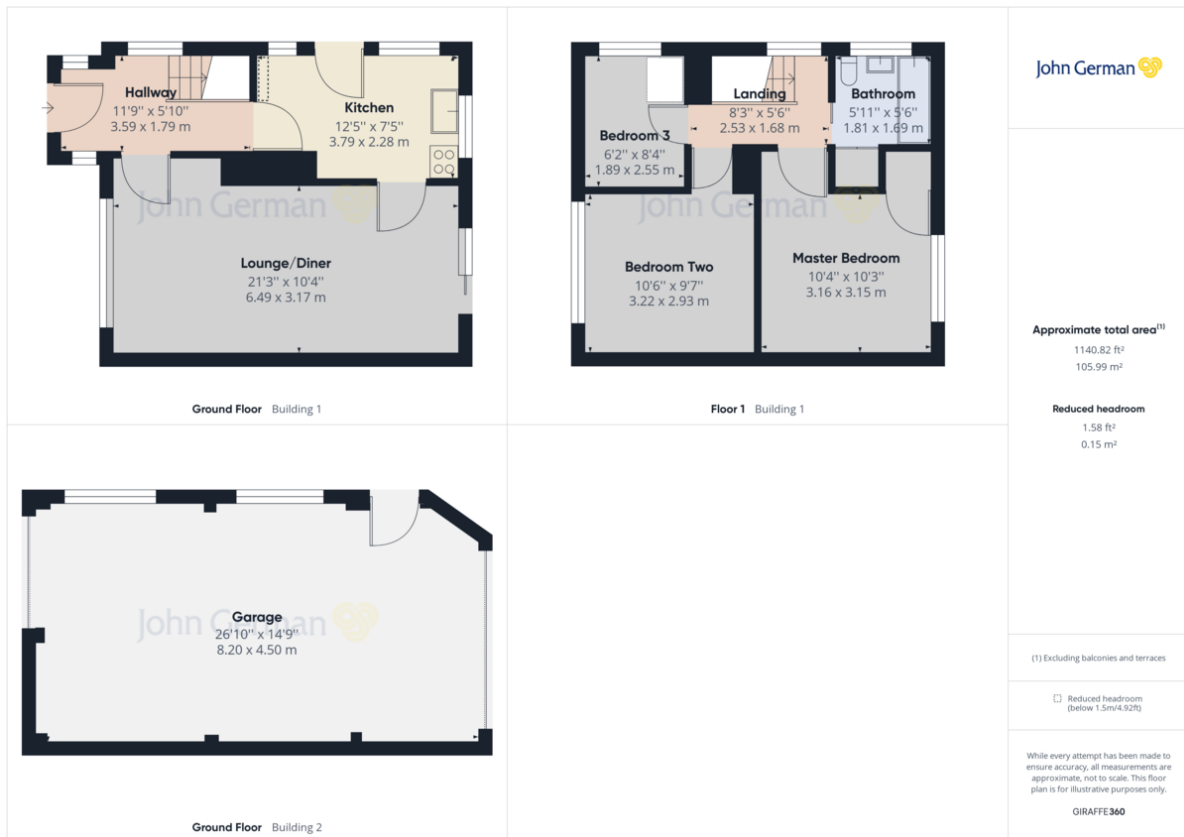 Hallway
11'9" x 5'10"
3.59 x 1.79 m
Kitchen
12'5" x 7'5"
3.79 x 2.28 m
John German
Lounge/Diner
21'3" x 10'4"
6.49 x 3.17 m
Ground Floor Building 1
Landing
8'3" x 5'6"
2.53 x 1.68 m
Bathroom
5'11" x 5'6"
1.81 x 1.69 m
Bedroom 3
6'2" x 8'4"
1.89 x 2.55 m
John German
Bedroom Two
10'6" x 9'7"
3.22 x 2.93 m
Master Bedroom
10'4" x 10'3"
3.16 x 3.15 m
Floor 1 Building 1
John German
Garage
26'10" x 14'9"
8.20 x 4.50 m
Ground Floor Building 2
John German
Approximate total area(1)
1140.82 ft²
105.99 m²
Reduced headroom
1.58 ft²
0.15 m²
(1) Excluding balconies and terraces
Reduced headroom
(below 1.5m/4.92ft)
While every attempt has been made to
ensure accuracy, all measurements are
approximate, not to scale. This floor
plan is for illustrative purposes only.
GIRAFFE360